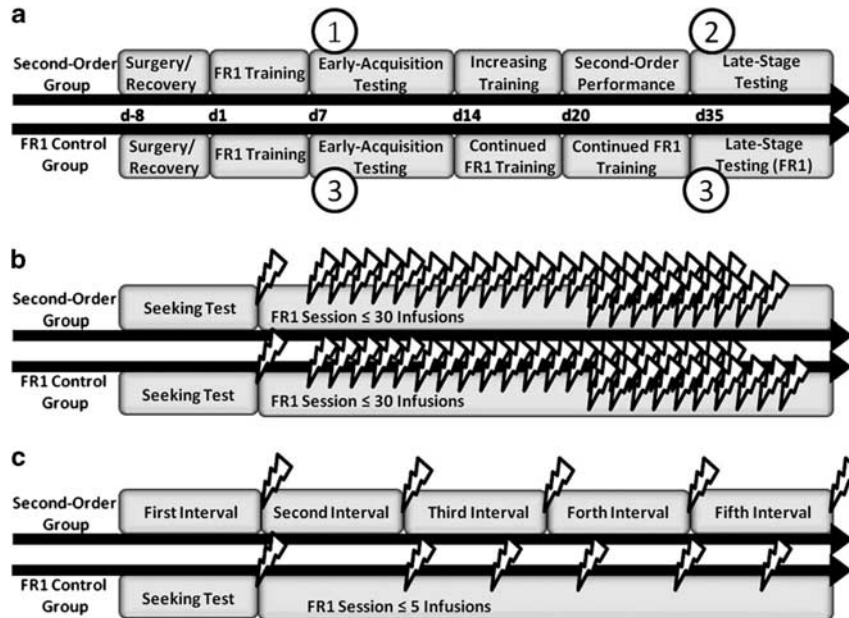 a
1
2
Second-Order
Group
Surgery/
Recovery
FR1 Training
Early-Acquisition
Testing
Increasing
Training
Second-Order
Performance
Late-Stage
Testing
d-8
d1
d7
d14
d20
d35
FR1 Control
Group
Surgery/
Recovery
FR1 Training
Early-Acquisition
Testing
Continued
FR1 Training
Continued FR1
Training
Late-Stage
Testing (FR1)
3
3
b
Second-Order
Group
Seeking Test
FR1 Session ≤ 30 Infusions
FR1 Control
Group
Seeking Test
FR1 Session ≤ 30 Infusions
c
Second-Order
Group
First Interval
Second Interval
Third Interval
Forth Interval
Fifth Interval
FR1 Control
Group
Seeking Test
FR1 Session ≤ 5 Infusions